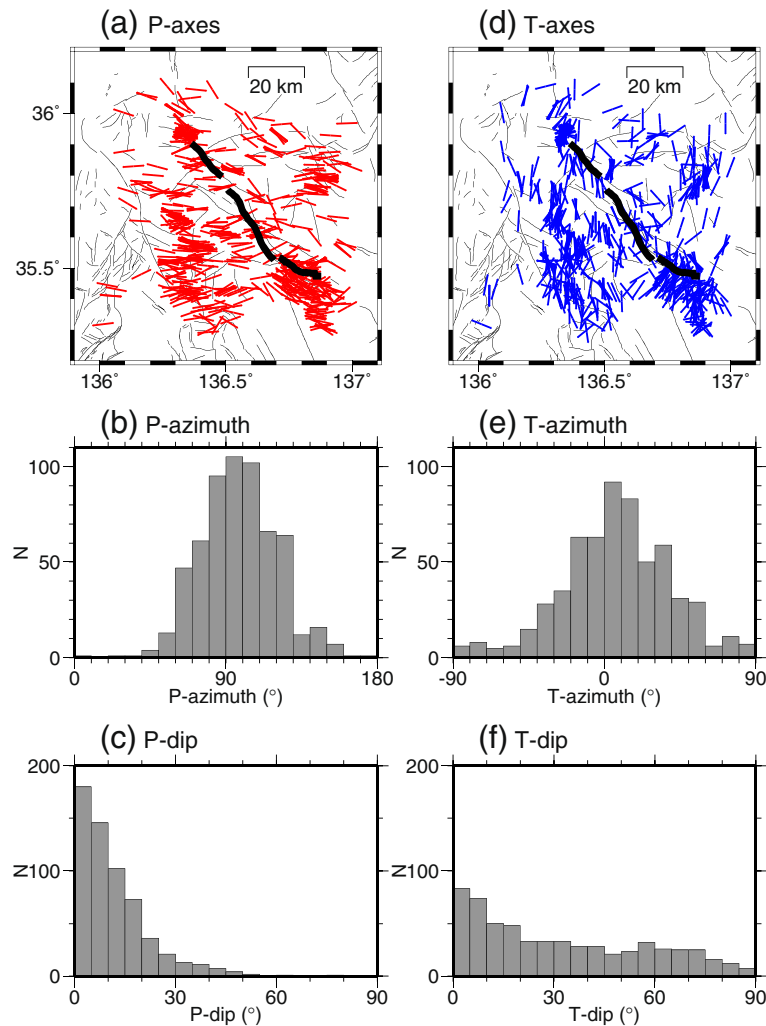 (a) P-axes
(d) T-axes
20 km
20 km
36°
35.5°
136° 136.5° 137°
136° 136.5° 137°
(b) P-azimuth
(e) T-azimuth
100
50
0
N
0 90 180
P-azimuth (°)
100
50
0
N
-90 0 90
T-azimuth (°)
(c) P-dip
(f) T-dip
200
100
0
N
0 30 60 90
P-dip (°)
200
100
0
N
0 30 60 90
T-dip (°)